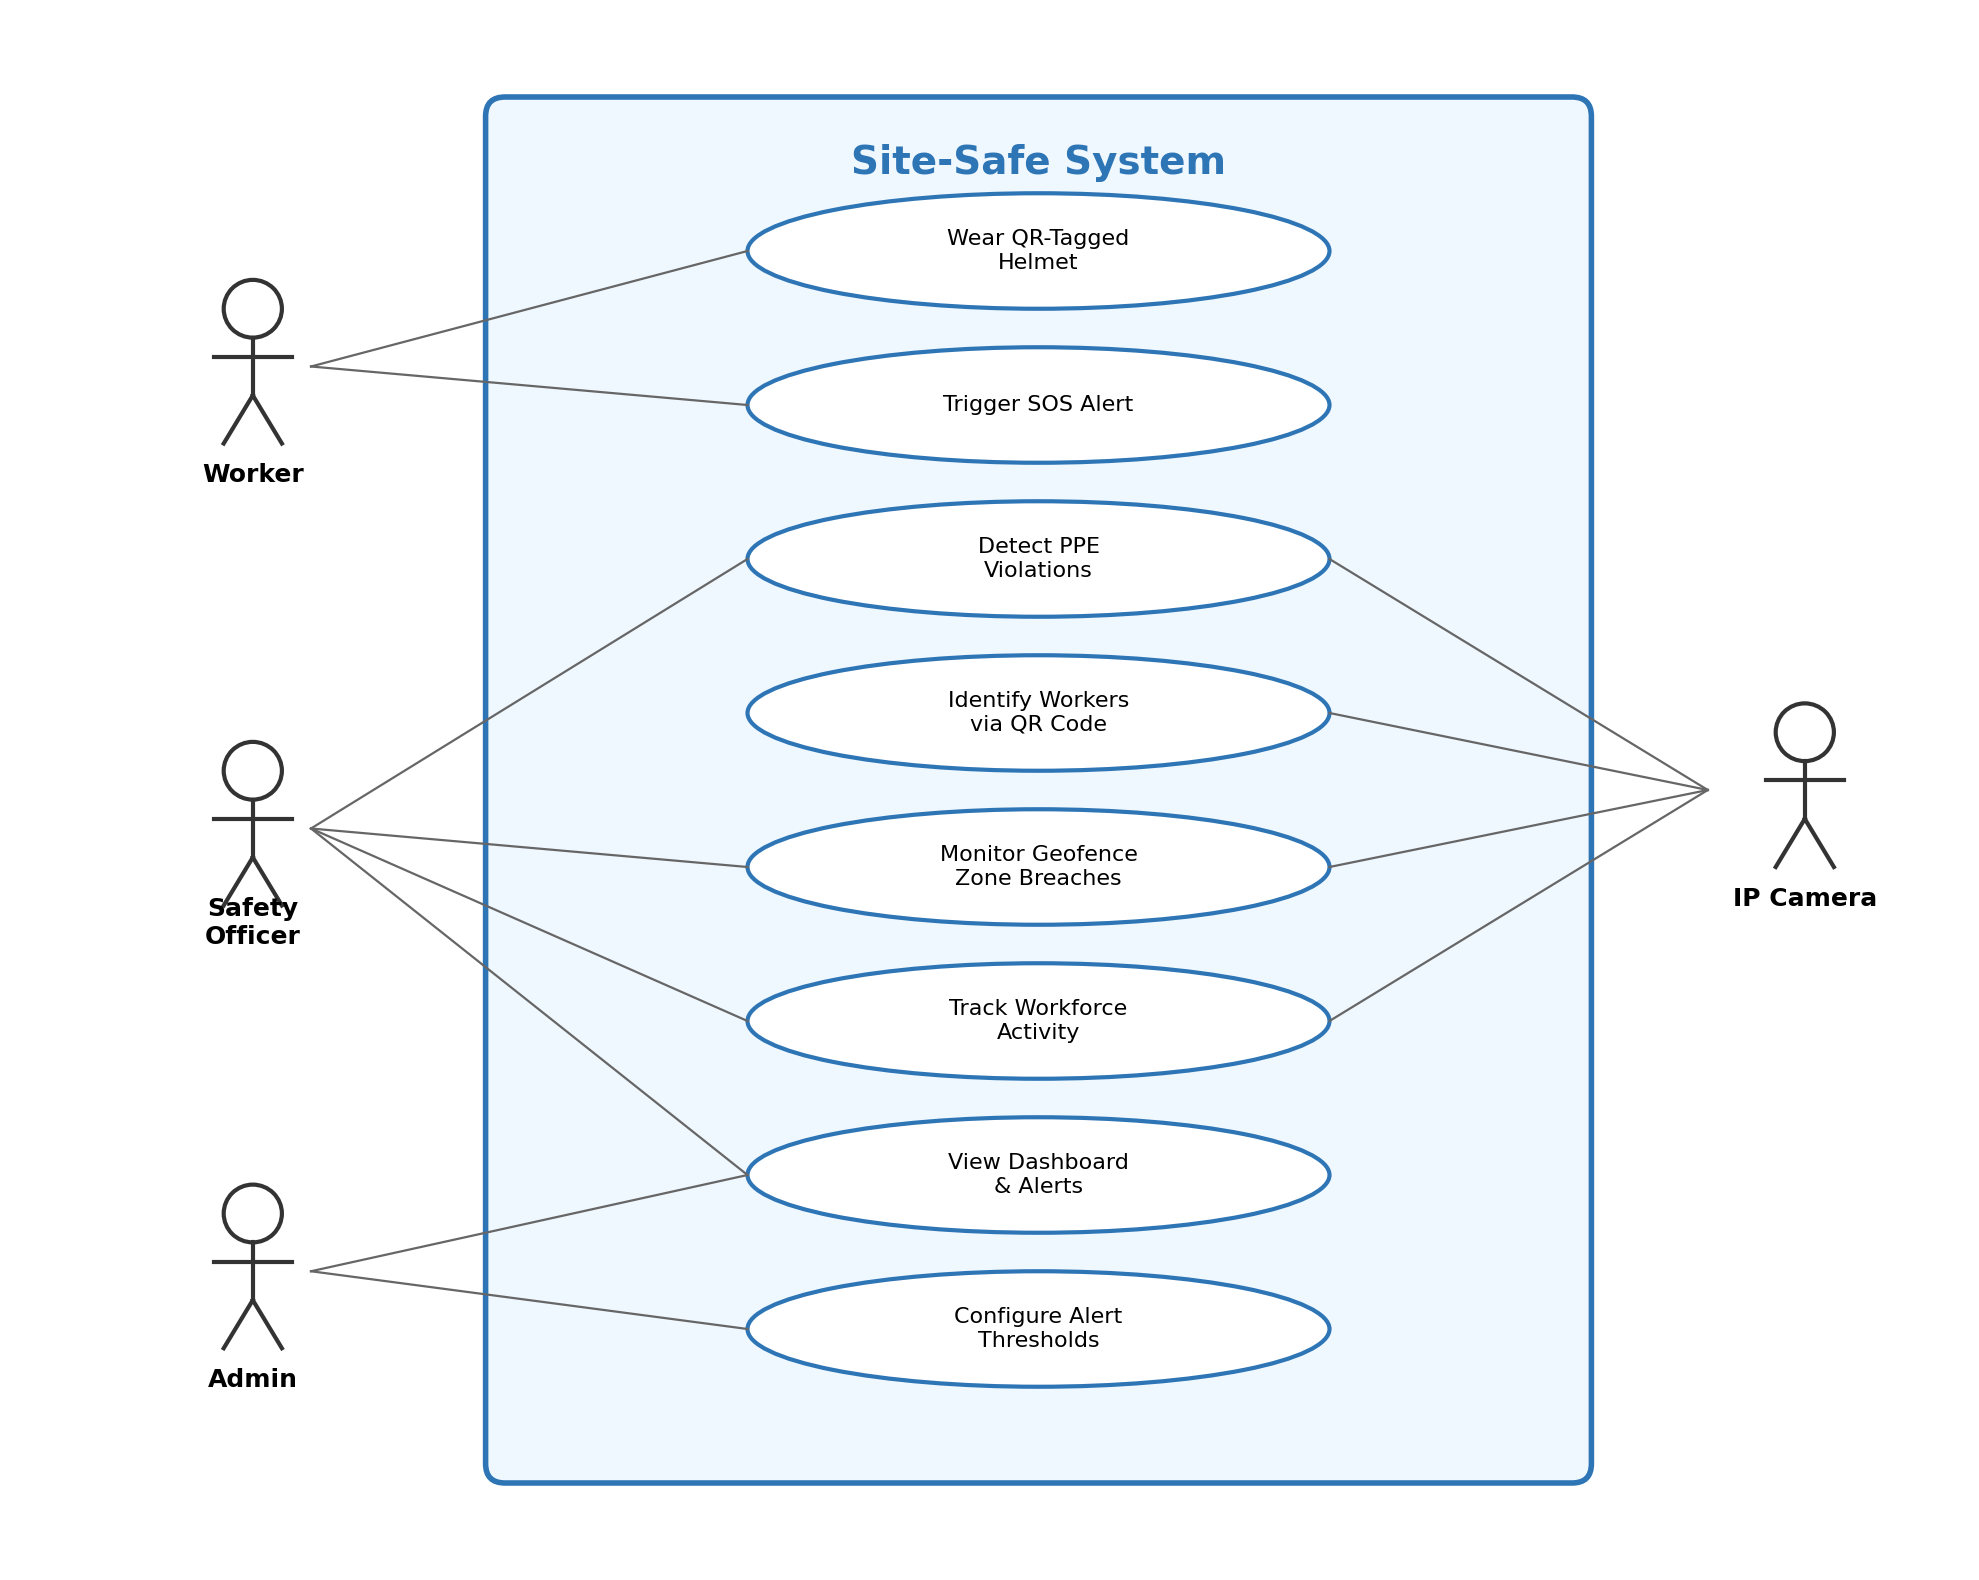 Site-Safe System
Wear QR-Tagged
Helmet
Trigger SOS Alert
Worker
Detect PPE
Violations
Identify Workers
via QR Code
Monitor Geofence
Zone Breaches
Safety
Officer
IP Camera
Track Workforce
Activity
View Dashboard
& Alerts
Configure Alert
Thresholds
Admin